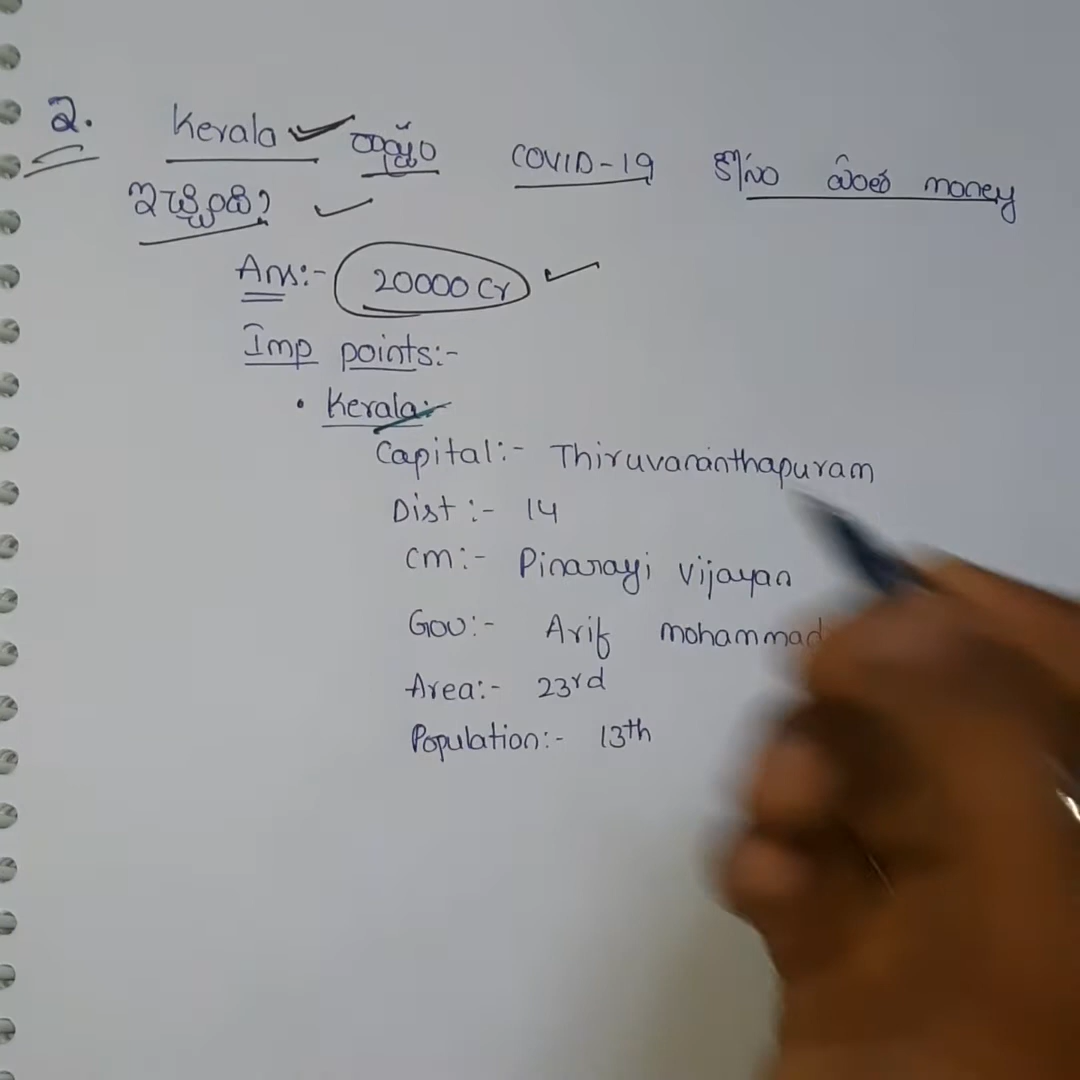 2. Kerala రాష్ట్రం COVID-19 కోసం ఎంత money
ఇచ్చింది?
Ans:- 20000 Cr
Imp points:-
• Kerala:-
Capital:- Thiruvananthapuram
Dist:- 14
CM:- Pinarayi Vijayan
Gov:- Arif mohammad
Area:- 23rd
Population:- 13th